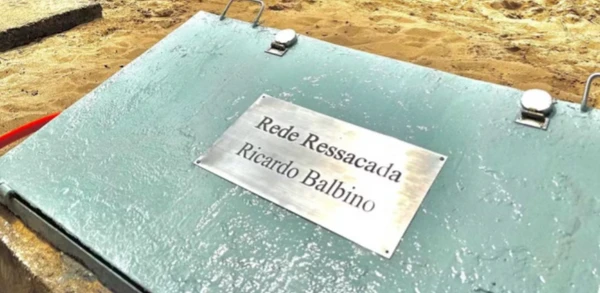 Rede Ressacada
Ricardo Balbino